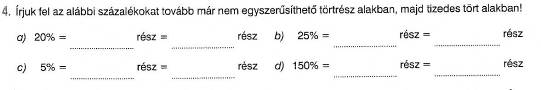 4. Írjuk fel az alábbi százalékokat tovább már nem egyszerűsíthető törtrész alakban, majd tizedes tört alakban!
a) 20% = ............ rész = ............ rész b) 25% = ............ rész = ............ rész
c) 5% = ............ rész = ............ rész d) 150% = ............ rész = ............ rész